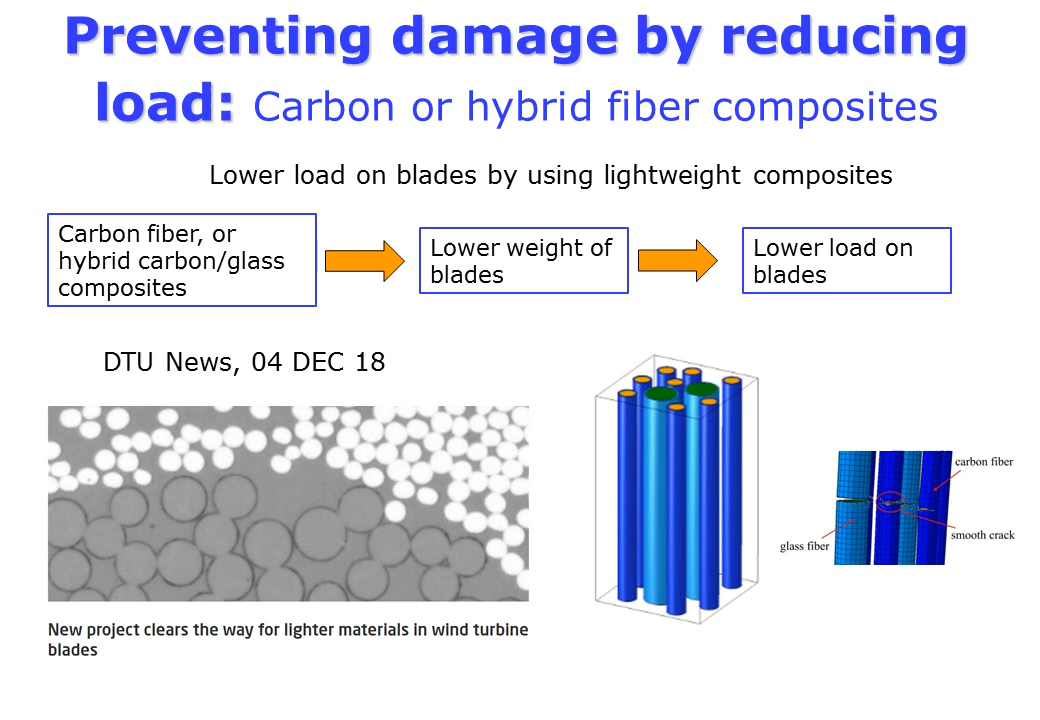 Preventing damage by reducing
load: Carbon or hybrid fiber composites
Lower load on blades by using lightweight composites
Carbon fiber, or
hybrid carbon/glass
composites
Lower weight of
blades
Lower load on
blades
DTU News, 04 DEC 18
carbon fiber
smooth crack
glass fiber
New project clears the way for lighter materials in wind turbine
blades